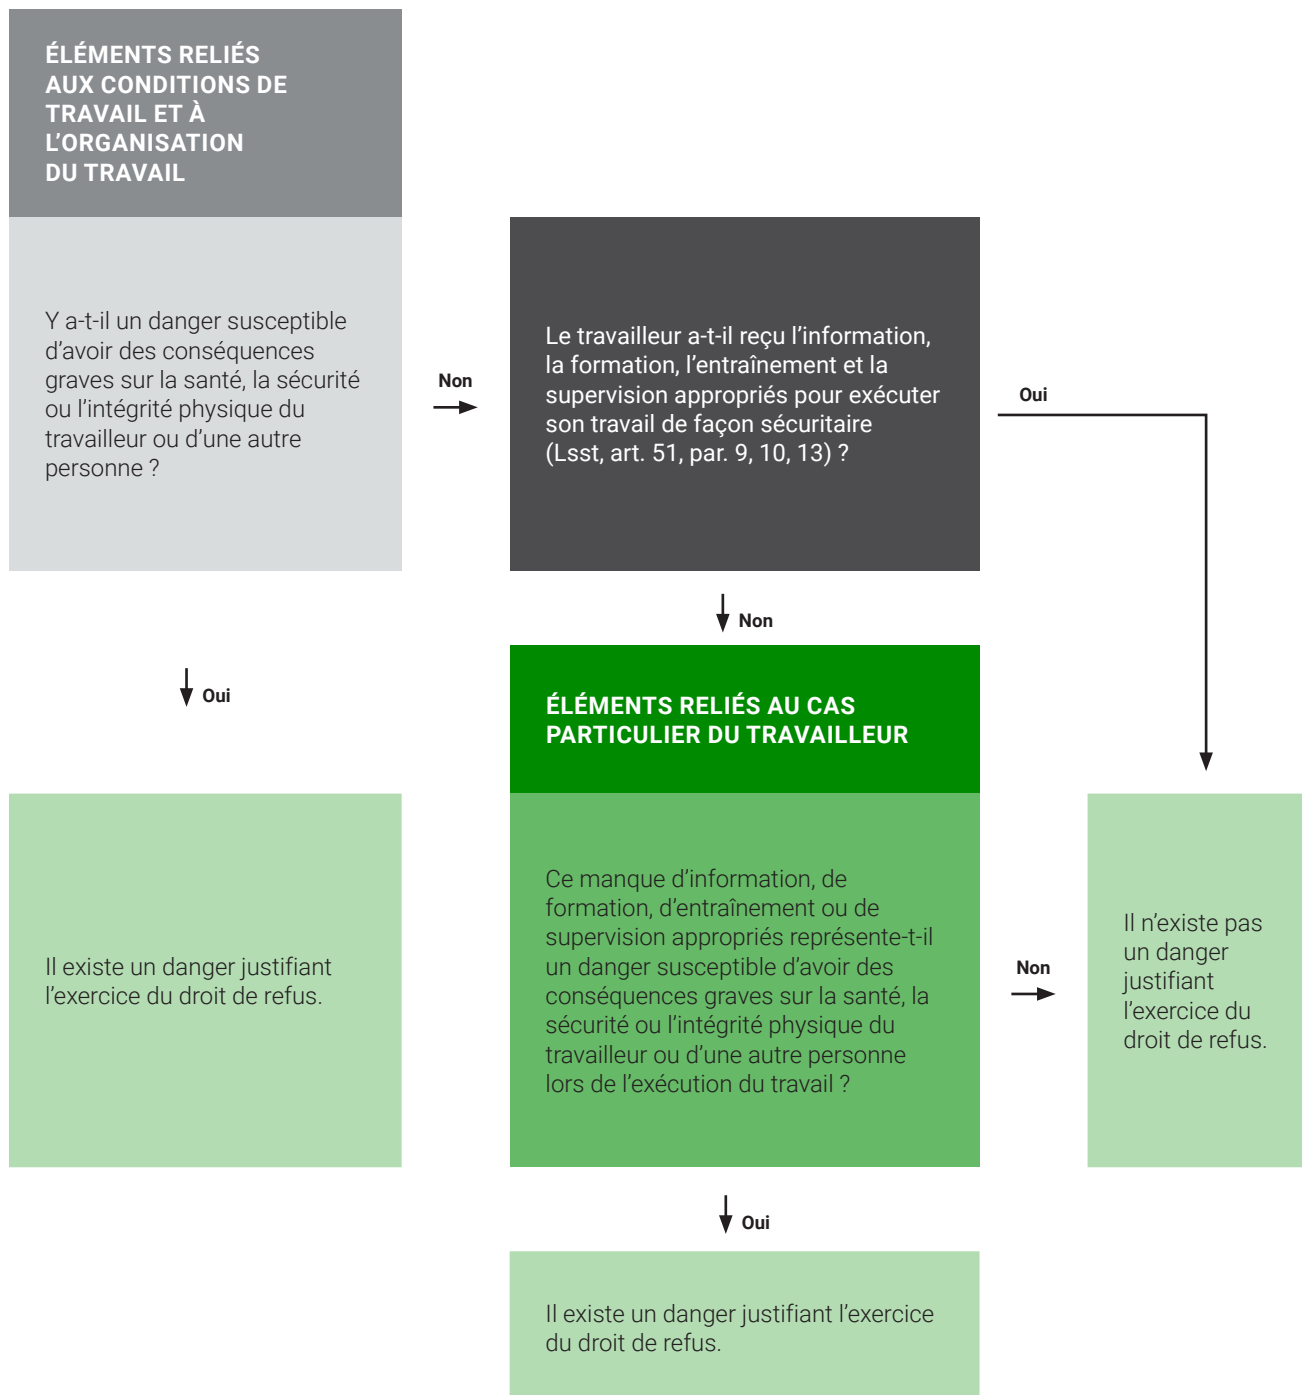 ÉLÉMENTS RELIÉS
AUX CONDITIONS DE
TRAVAIL ET À
L’ORGANISATION
DU TRAVAIL
Y a-t-il un danger susceptible
d’avoir des conséquences
graves sur la santé, la sécurité
ou l’intégrité physique du
travailleur ou d’une autre
personne ?
Non
Le travailleur a-t-il reçu l’information,
la formation, l’entraînement et la
supervision appropriés pour exécuter
son travail de façon sécuritaire
(Lsst, art. 51, par. 9, 10, 13) ?
Oui
Non
Oui
ÉLÉMENTS RELIÉS AU CAS
PARTICULIER DU TRAVAILLEUR
Il existe un danger justifiant
l’exercice du droit de refus.
Ce manque d’information, de
formation, d’entraînement ou de
supervision appropriés représente-t-il
un danger susceptible d’avoir des
conséquences graves sur la santé, la
sécurité ou l’intégrité physique du
travailleur ou d’une autre personne
lors de l’exécution du travail ?
Non
Il n’existe pas
un danger
justifiant
l’exercice du
droit de refus.
Oui
Il existe un danger justifiant l’exercice
du droit de refus.